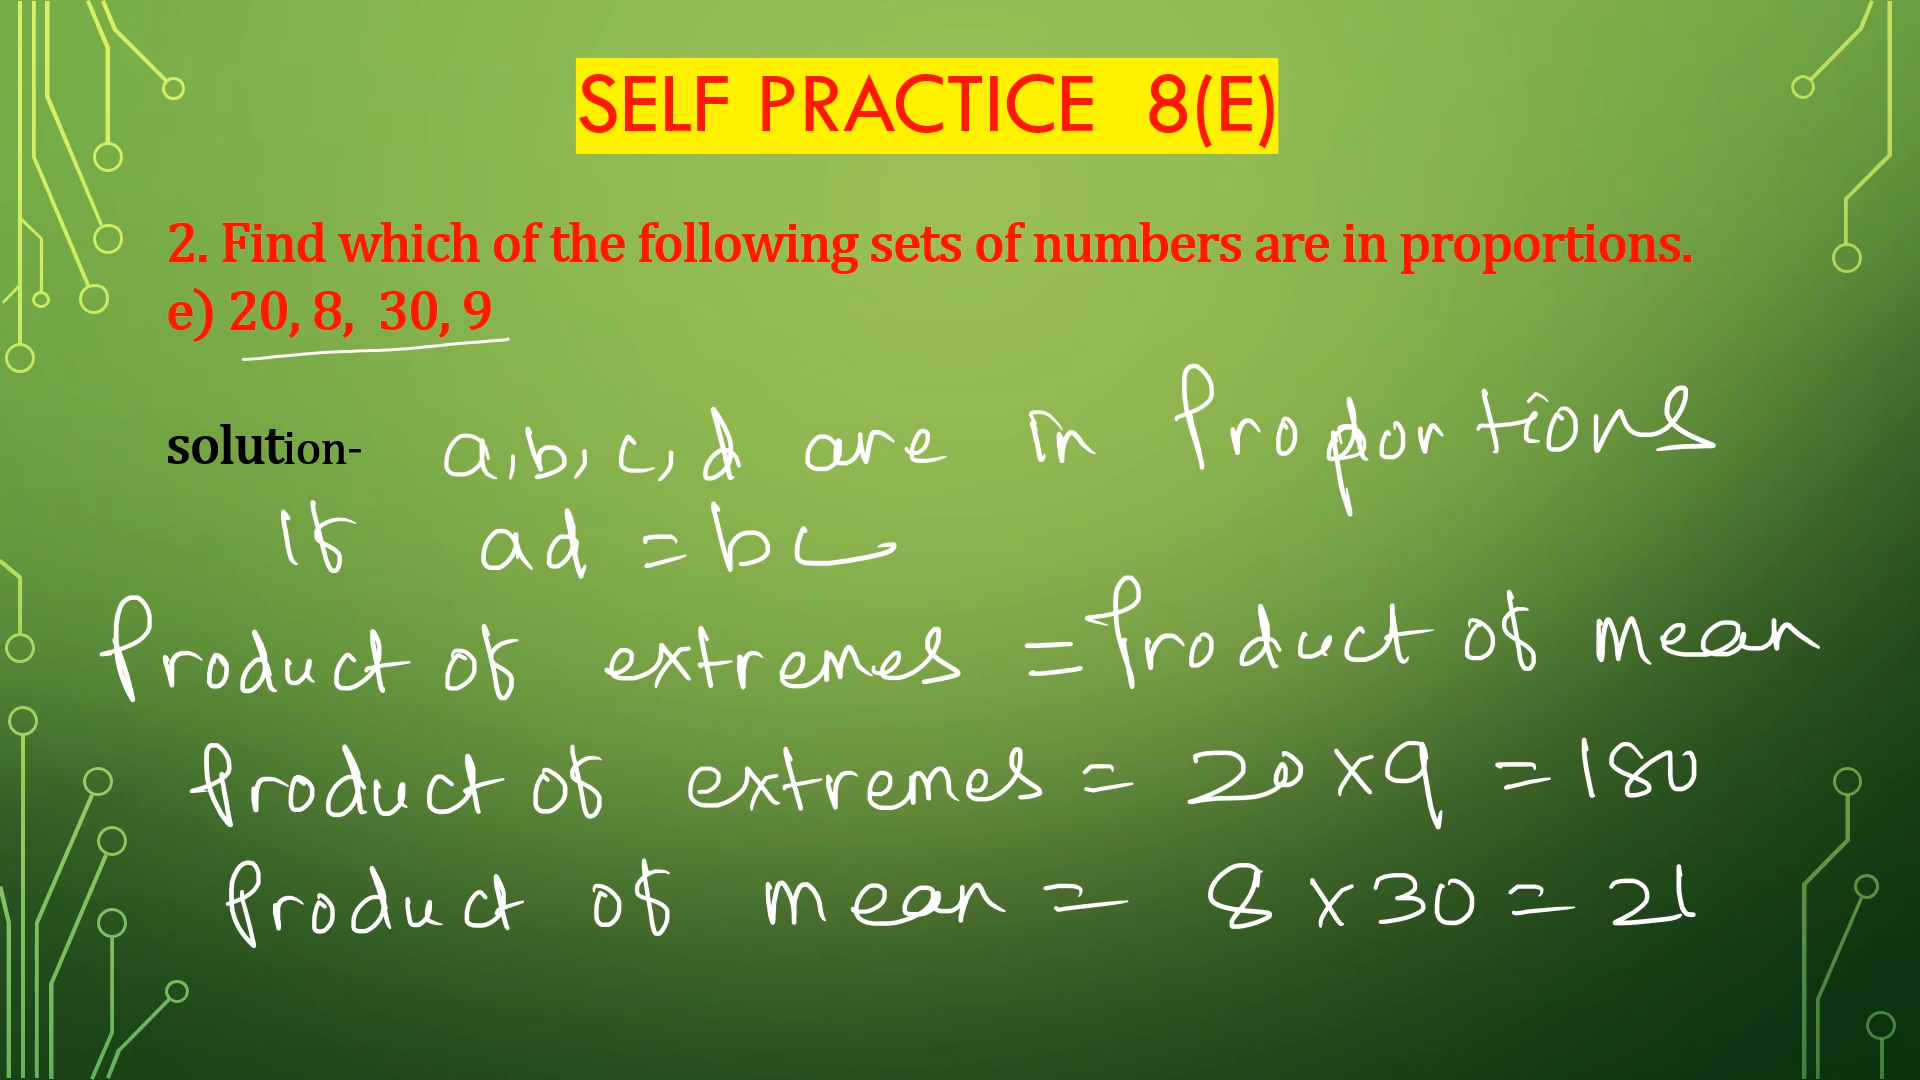 SELF PRACTICE 8(E)
2. Find which of the following sets of numbers are in proportions.
e) 20, 8, 30, 9
solution- a, b, c, d are in Proportions
If ad = bc
Product of extremes = Product of mean
Product of extremes = 20 x 9 = 180
Product of mean = 8 x 30 =